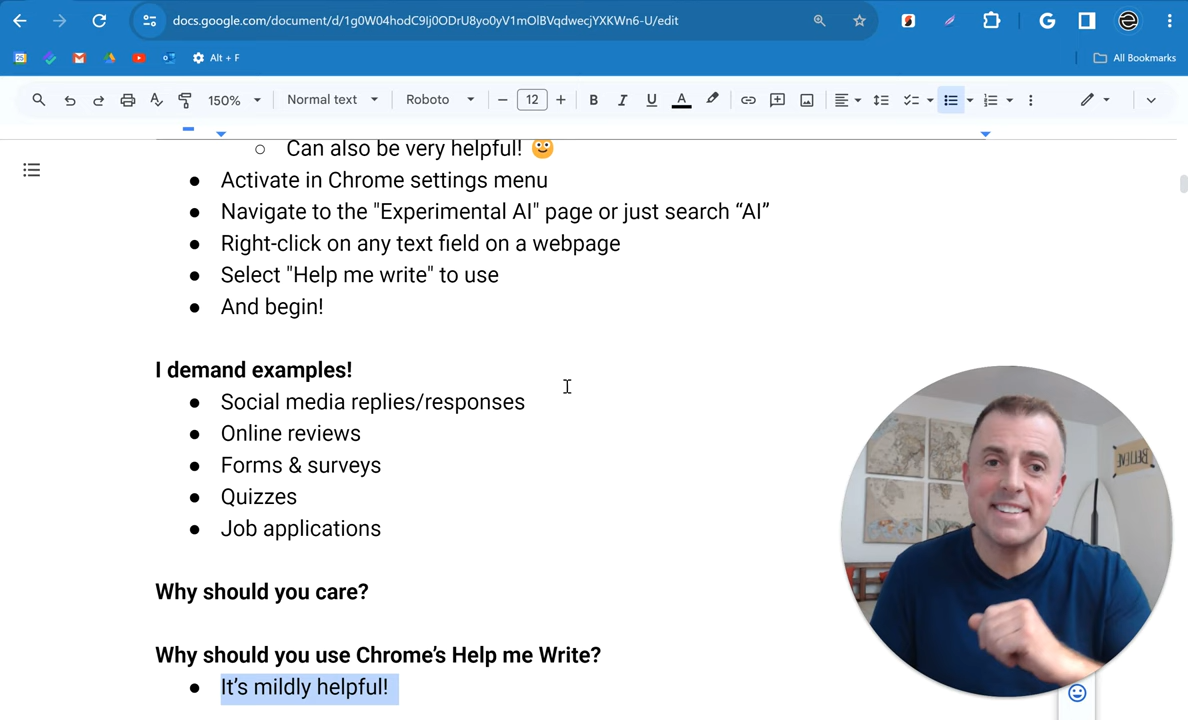 docs.google.com/document/d/1g0W04hodC9Ij0ODrU8yo0yV1mOlBVqdwecjYXKWn6-U/edit
Alt + F
All Bookmarks
150%
Normal text
Roboto
12
B
I
U
A
○ Can also be very helpful! 🙂
● Activate in Chrome settings menu
● Navigate to the "Experimental AI" page or just search “AI”
● Right-click on any text field on a webpage
● Select "Help me write" to use
● And begin!
I demand examples!
● Social media replies/responses
● Online reviews
● Forms & surveys
● Quizzes
● Job applications
BELIEVE
Why should you care?
Why should you use Chrome’s Help me Write?
● It’s mildly helpful!